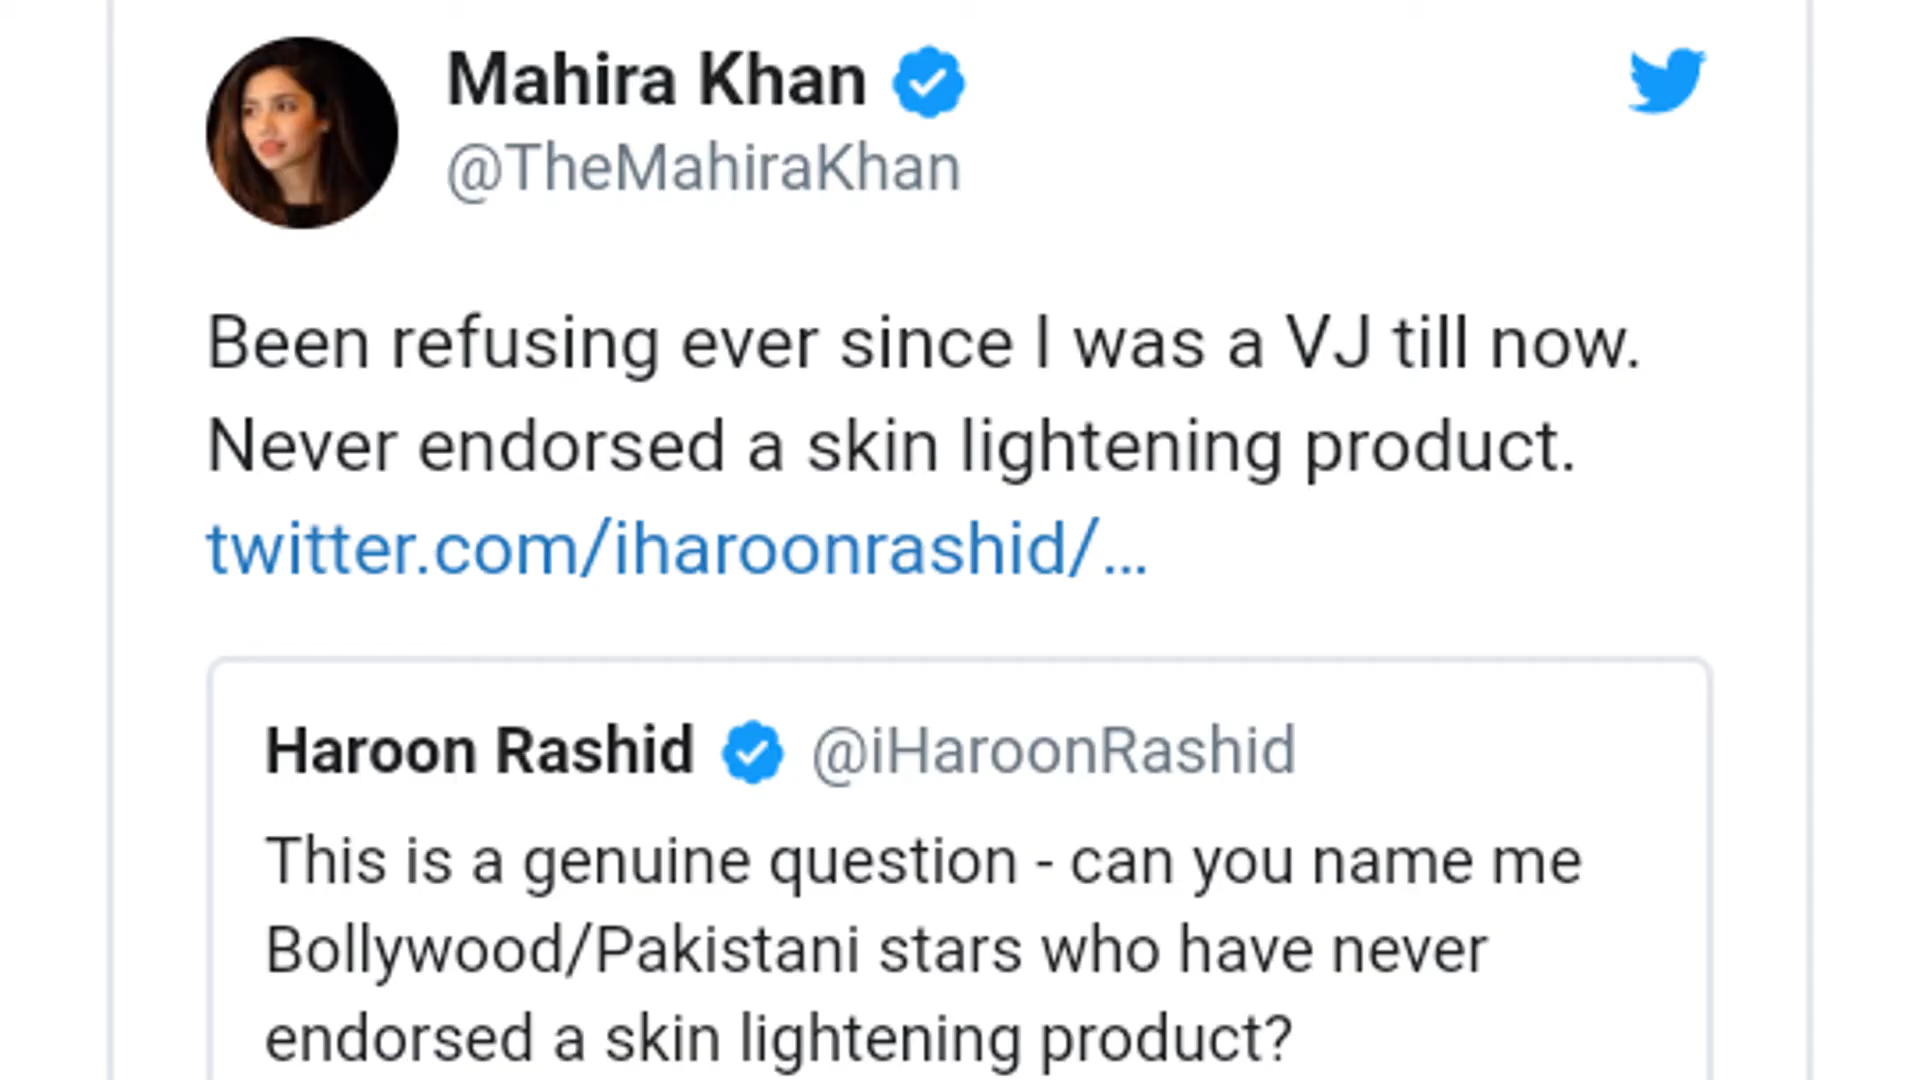 Mahira Khan
@TheMahiraKhan
Been refusing ever since I was a VJ till now.
Never endorsed a skin lightening product.
twitter.com/iharoonrashid/...
Haroon Rashid @iHaroonRashid
This is a genuine question - can you name me
Bollywood/Pakistani stars who have never
endorsed a skin lightening product?